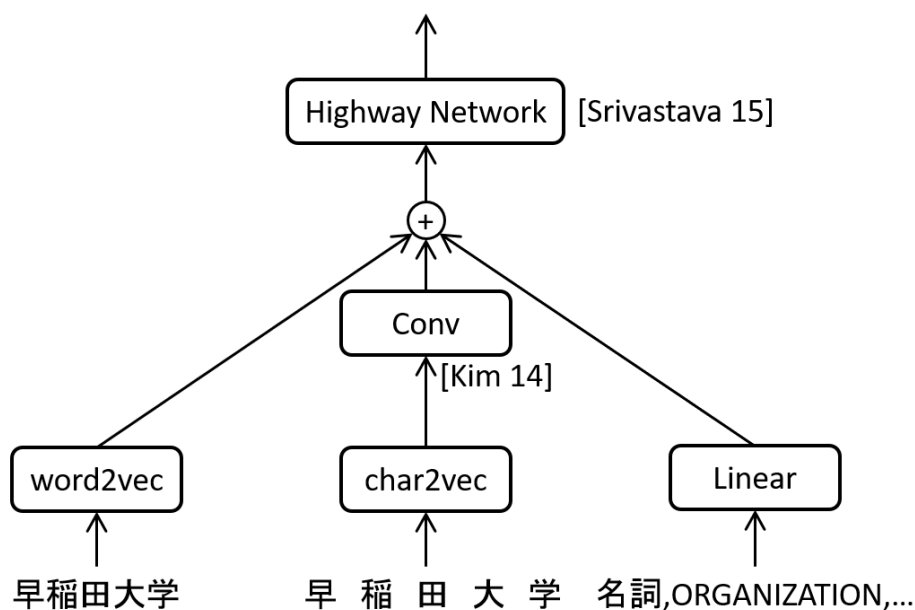 Highway Network [Srivastava 15]
+
Conv
[Kim 14]
word2vec char2vec Linear
早稲田大学 早 稲 田 大 学 名詞,ORGANIZATION,...